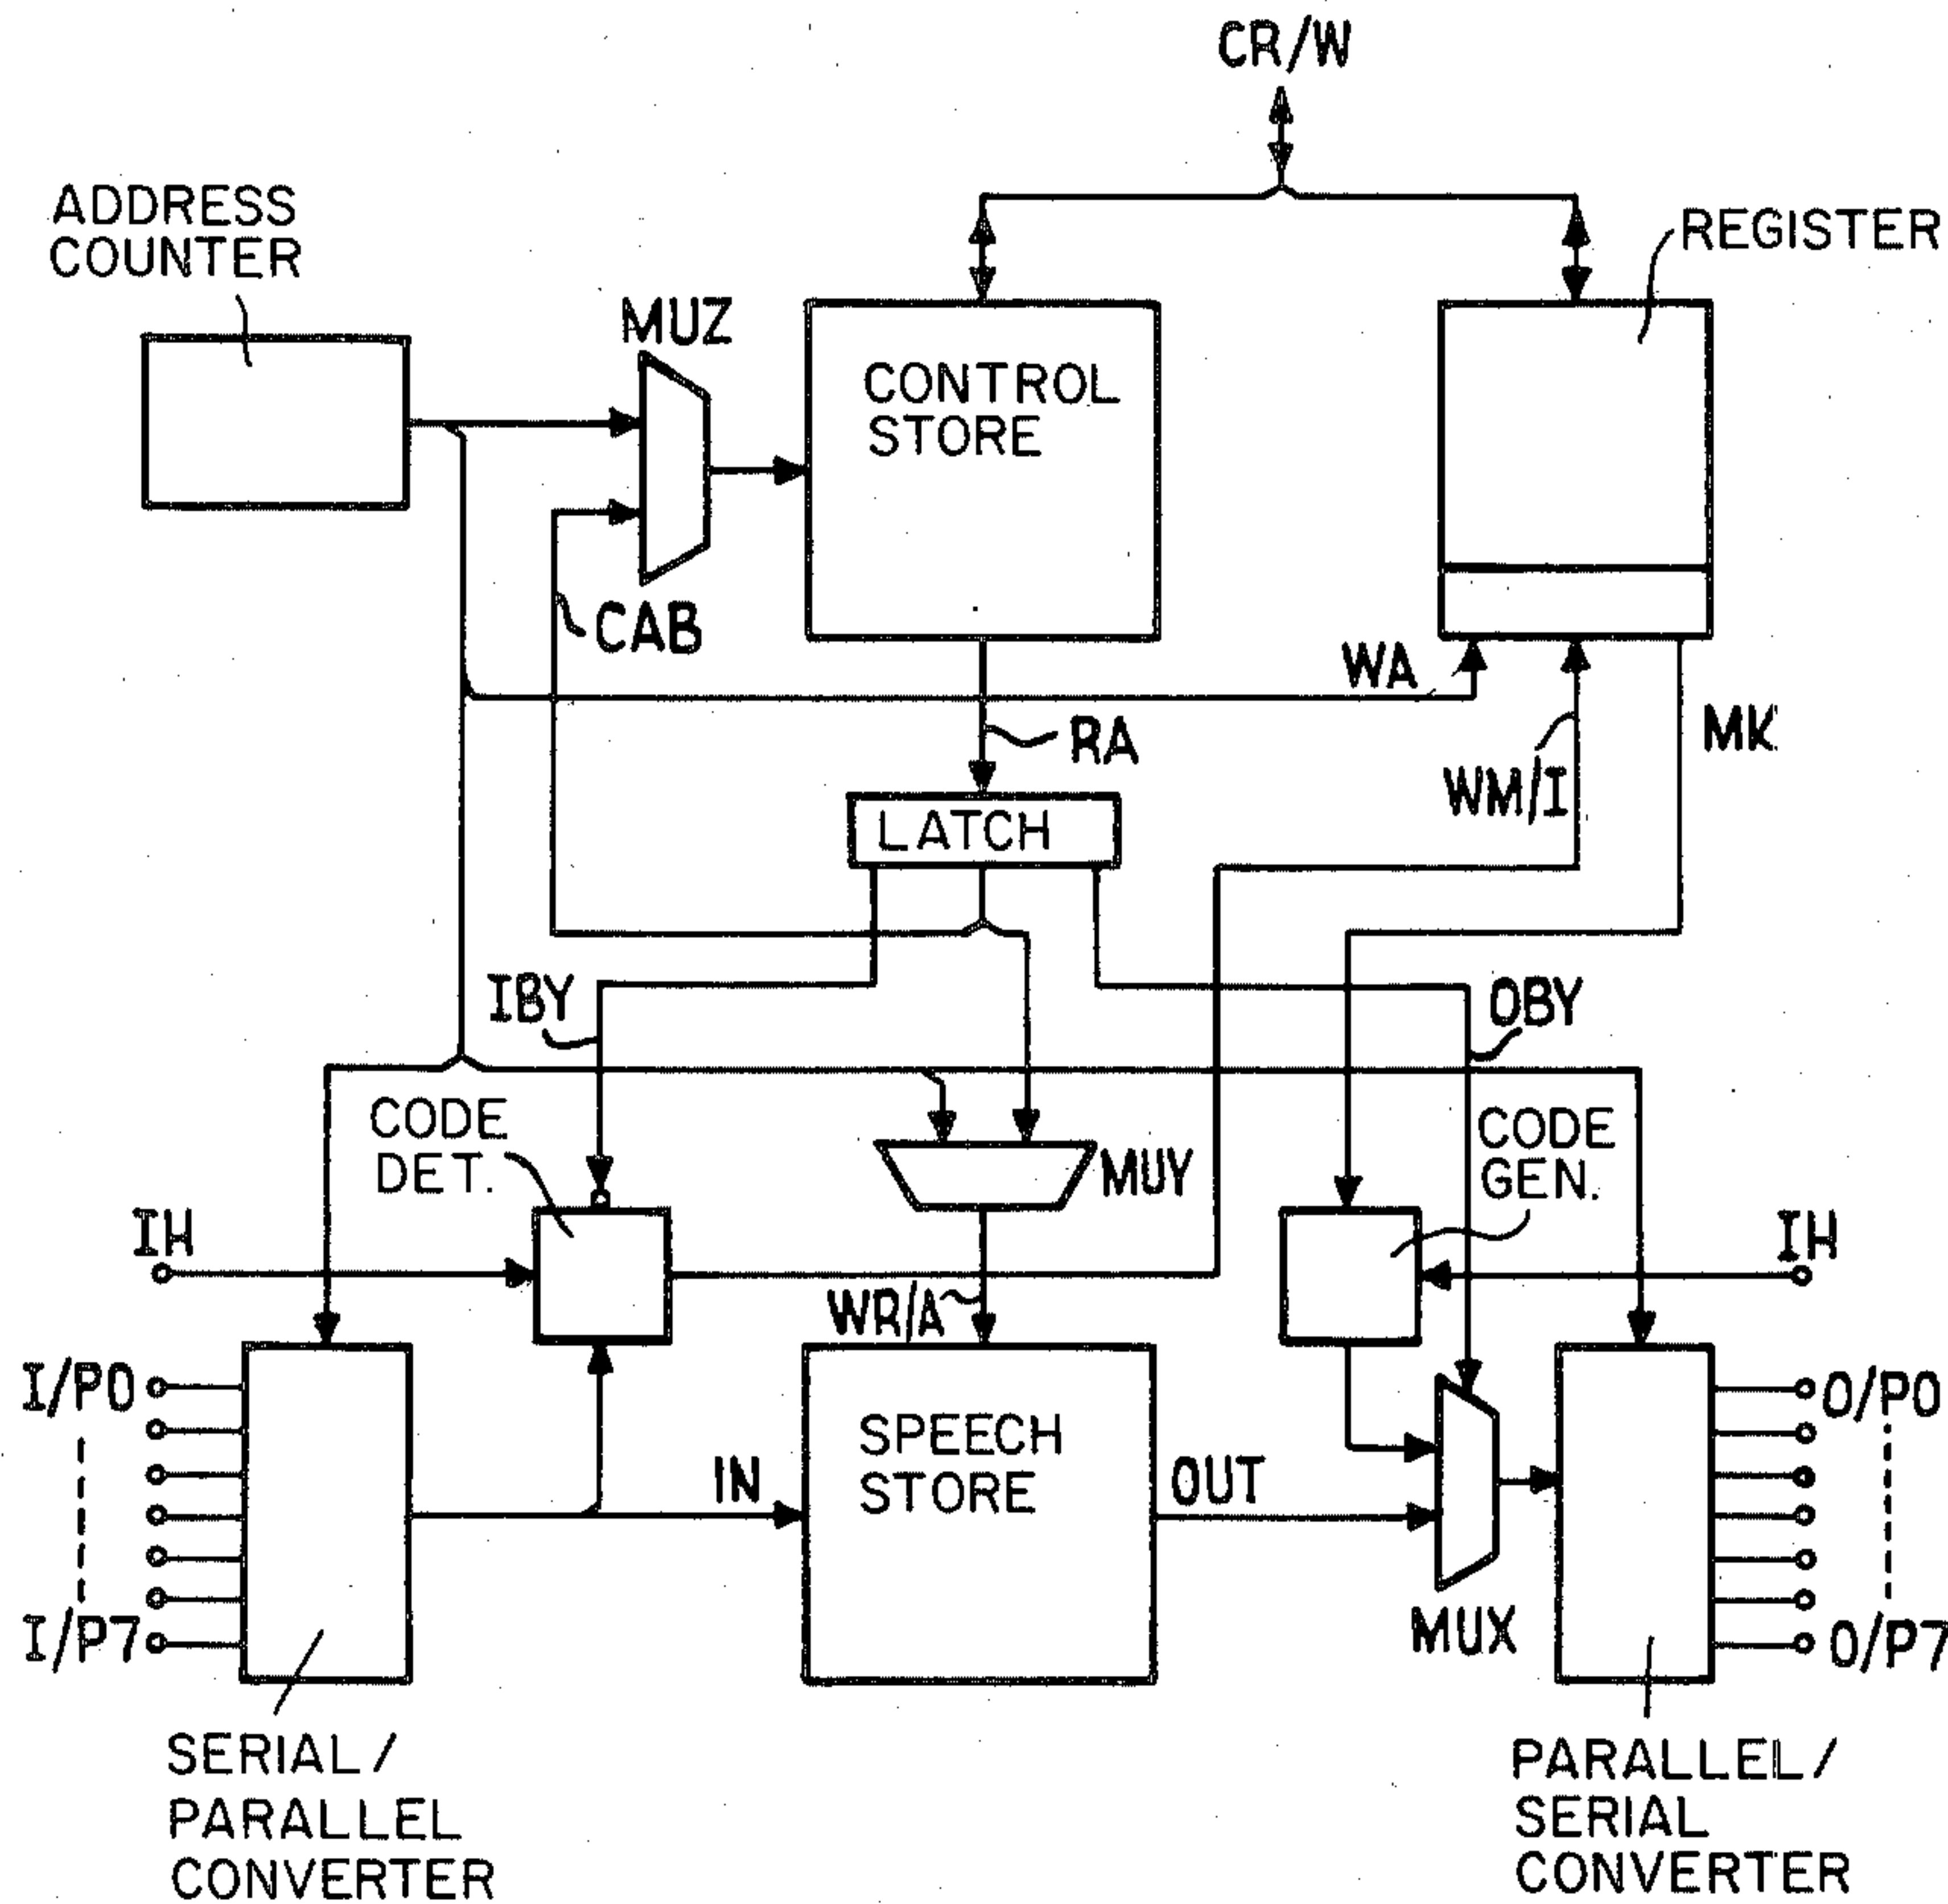 CR/W
ADDRESS
COUNTER
REGISTER
MUZ
CONTROL
STORE
CAB
WA
RA
MK
WM/I
LATCH
IBY
OBY
CODE
DET.
CODE
GEN.
MUY
IH
IH
WR/A
I/P0
O/P0
SPEECH
STORE
IN
OUT
I/P7
MUX
O/P7
SERIAL/
PARALLEL
CONVERTER
PARALLEL/
SERIAL
CONVERTER